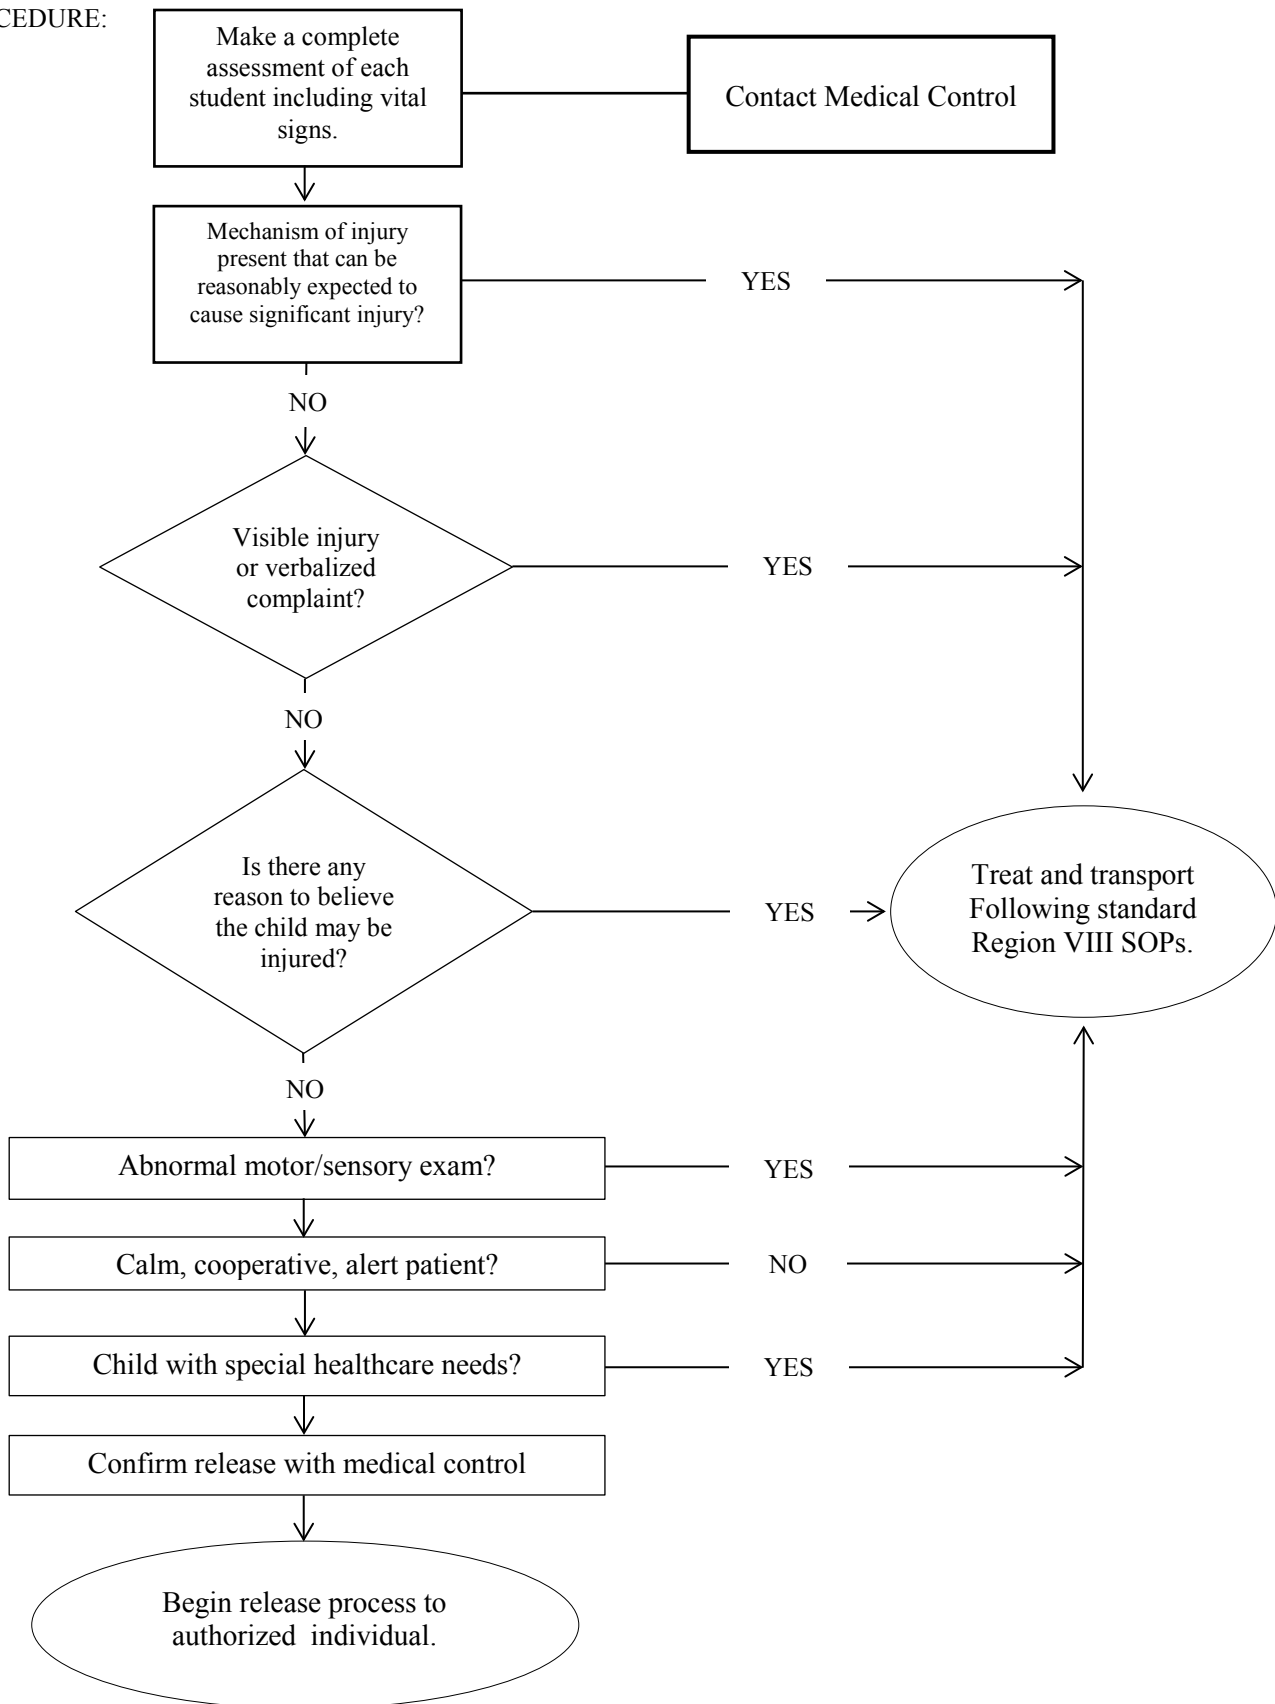 CEDURE:
Make a complete
assessment of each
student including vital
signs.
Contact Medical Control
Mechanism of injury
present that can be
reasonably expected to
cause significant injury?
YES
NO
Visible injury
or verbalized
complaint?
YES
NO
Is there any
reason to believe
the child may be
injured?
YES
Treat and transport
Following standard
Region VIII SOPs.
NO
Abnormal motor/sensory exam?
YES
Calm, cooperative, alert patient?
NO
Child with special healthcare needs?
YES
Confirm release with medical control
Begin release process to
authorized individual.